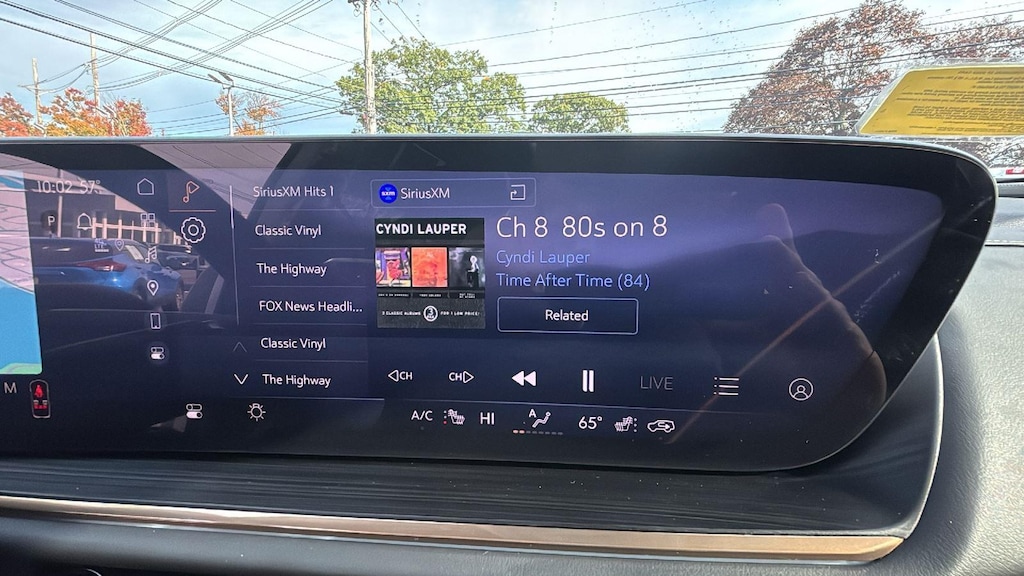 10:02 57°
P
M
SiriusXM Hits 1
Classic Vinyl
The Highway
FOX News Headli...
Classic Vinyl
The Highway
sxm SiriusXM
CYNDI LAUPER
3 CLASSIC ALBUMS 3 FOR 1 LOW PRICE!
Ch 8 80s on 8
Cyndi Lauper
Time After Time (84)
Related
CH
CH
LIVE
A/C
HI
A
65°